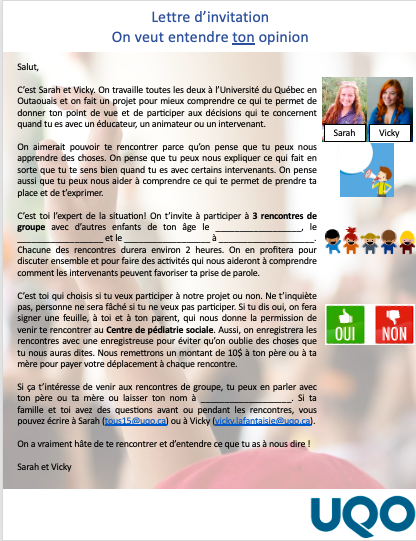 Lettre d'invitation
On veut entendre ton opinion
Salut,
C'est Sarah et Vicky. On travaille toutes les deux à l'Université du Québec en
Outaouais et on fait un projet pour mieux comprendre ce qui te permet de
donner ton point de vue et de participer aux décisions qui te concernent
quand tu es avec un éducateur, un animateur ou un intervenant.
Sarah
Vicky
On aimerait pouvoir te rencontrer parce qu'on pense que tu peux nous
apprendre des choses. On pense que tu peux nous expliquer ce qui fait en
sorte que tu te sens bien quand tu es avec certains intervenants. On pense
aussi que tu peux nous aider à comprendre ce qui te permet de prendre ta
place et de t'exprimer.
C'est toi l'expert de la situation! On t'invite à participer à 3 rencontres de
groupe avec d'autres enfants de ton âge le __________________, le
__________________ et le __________________ à __________________.
Chacune des rencontres durera environ 2 heures. On en profitera pour
discuter ensemble et pour faire des activités qui nous aideront à comprendre
comment les intervenants peuvent favoriser ta prise de parole.
C'est toi qui choisis si tu veux participer à notre projet ou non. Ne t'inquiète
pas, personne ne sera fâché si tu ne veux pas participer. Si tu dis oui, on fera
signer une feuille, à toi et à ton parent, qui nous donne la permission de
venir te rencontrer au Centre de pédiatrie sociale. Aussi, on enregistrera les
rencontres avec une enregistreuse pour éviter qu'on oublie des choses que
tu nous auras dites. Nous remettrons un montant de 10$ à ton père ou à ta
mère pour payer votre déplacement à chaque rencontre.
OUI
NON
Si ça t'intéresse de venir aux rencontres de groupe, tu peux en parler avec
ton père ou ta mère ou laisser ton nom à __________________. Si ta
famille et toi avez des questions avant ou pendant les rencontres, vous
pouvez écrire à Sarah (tous15@uqo.ca) ou à Vicky (vicky.lafantaisie@uqo.ca).
On a vraiment hâte de te rencontrer et d'entendre ce que tu as à nous dire !
Sarah et Vicky
UQO